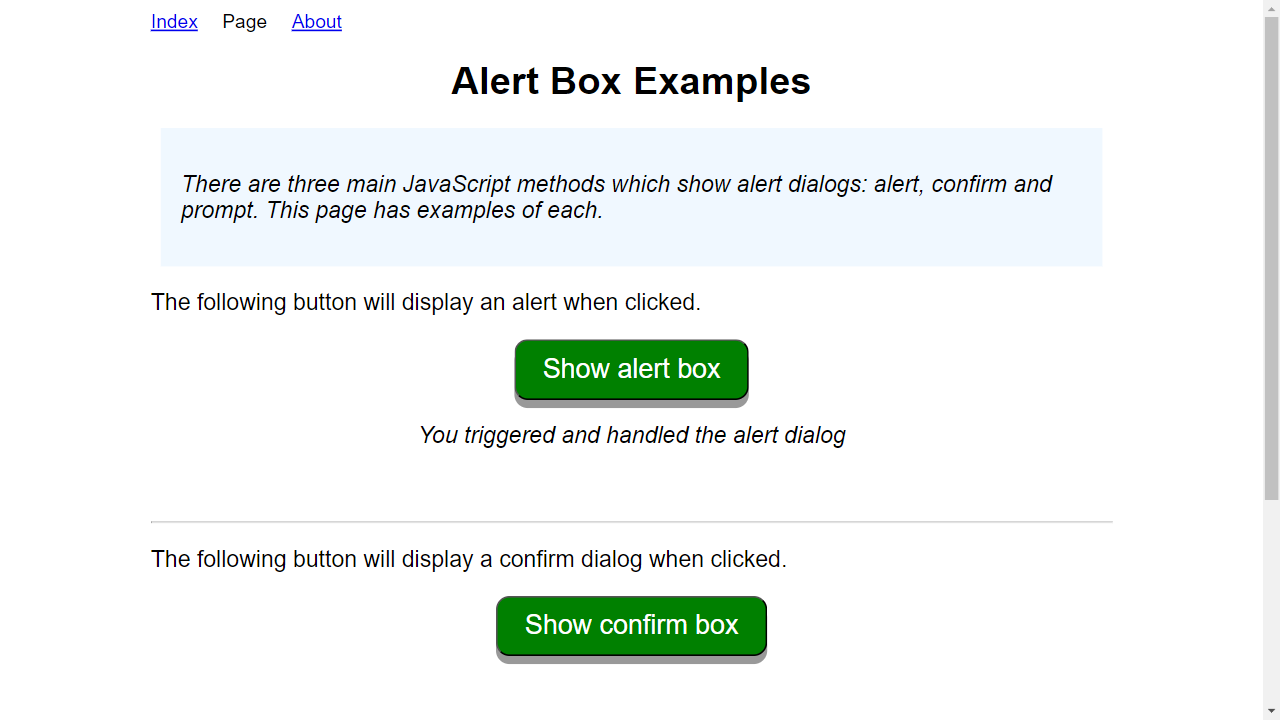 Index Page About
Alert Box Examples
There are three main JavaScript methods which show alert dialogs: alert, confirm and
prompt. This page has examples of each.
The following button will display an alert when clicked.
Show alert box
You triggered and handled the alert dialog
The following button will display a confirm dialog when clicked.
Show confirm box